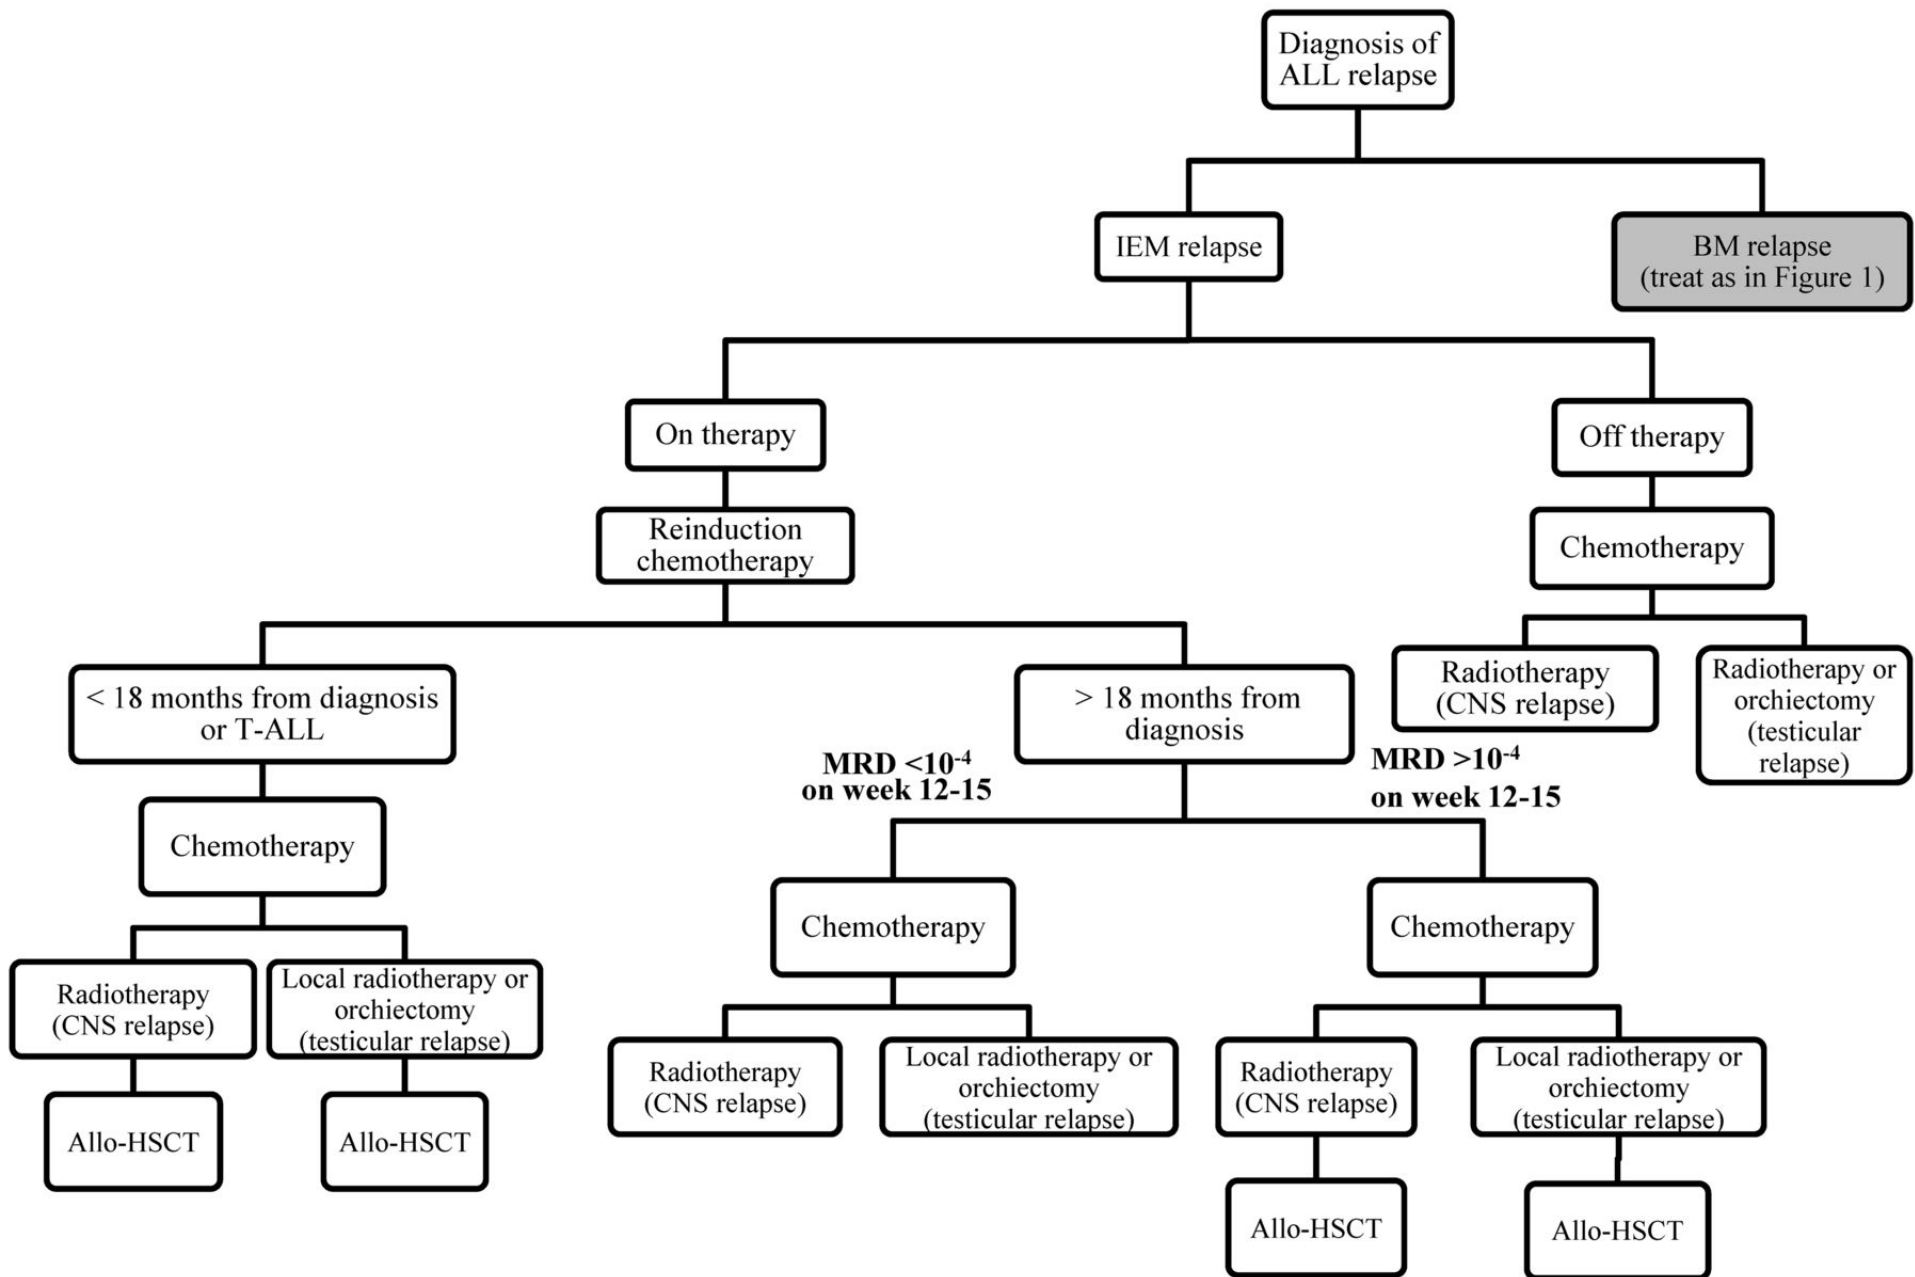 Diagnosis of
ALL relapse
IEM relapse
BM relapse
(treat as in Figure 1)
On therapy
Off therapy
Reinduction
chemotherapy
Chemotherapy
< 18 months from diagnosis
or T-ALL
> 18 months from
diagnosis
Radiotherapy
(CNS relapse)
Radiotherapy or
orchiectomy
(testicular
relapse)
MRD <10⁻⁴
on week 12-15
MRD >10⁻⁴
on week 12-15
Chemotherapy
Chemotherapy
Chemotherapy
Radiotherapy
(CNS relapse)
Local radiotherapy or
orchiectomy
(testicular relapse)
Radiotherapy
(CNS relapse)
Local radiotherapy or
orchiectomy
(testicular relapse)
Radiotherapy
(CNS relapse)
Local radiotherapy or
orchiectomy
(testicular relapse)
Allo-HSCT
Allo-HSCT
Allo-HSCT
Allo-HSCT